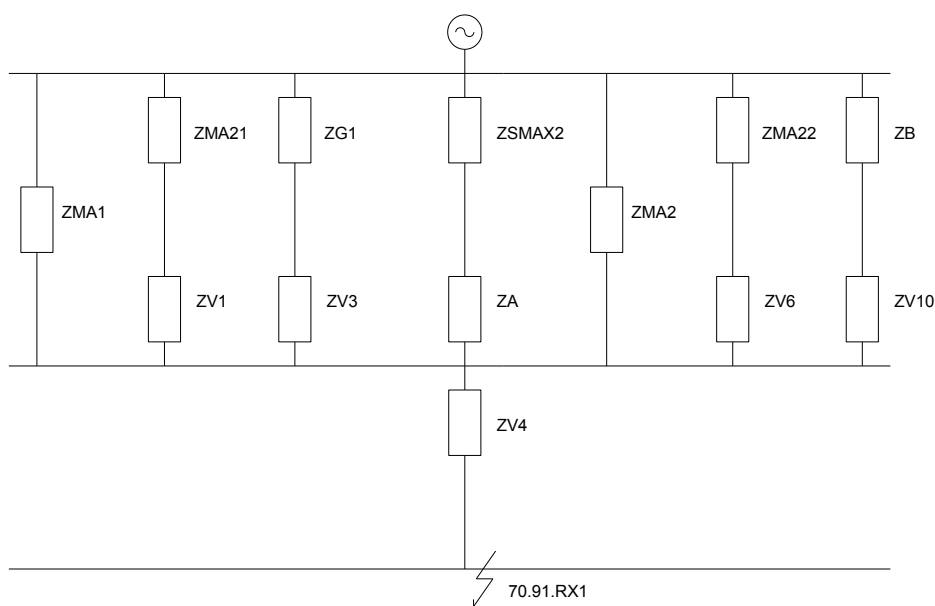 ZMA21
ZG1
ZSMAX2
ZMA22
ZB
ZMA1
ZMA2
ZV1
ZV3
ZA
ZV6
ZV10
ZV4
70.91.RX1